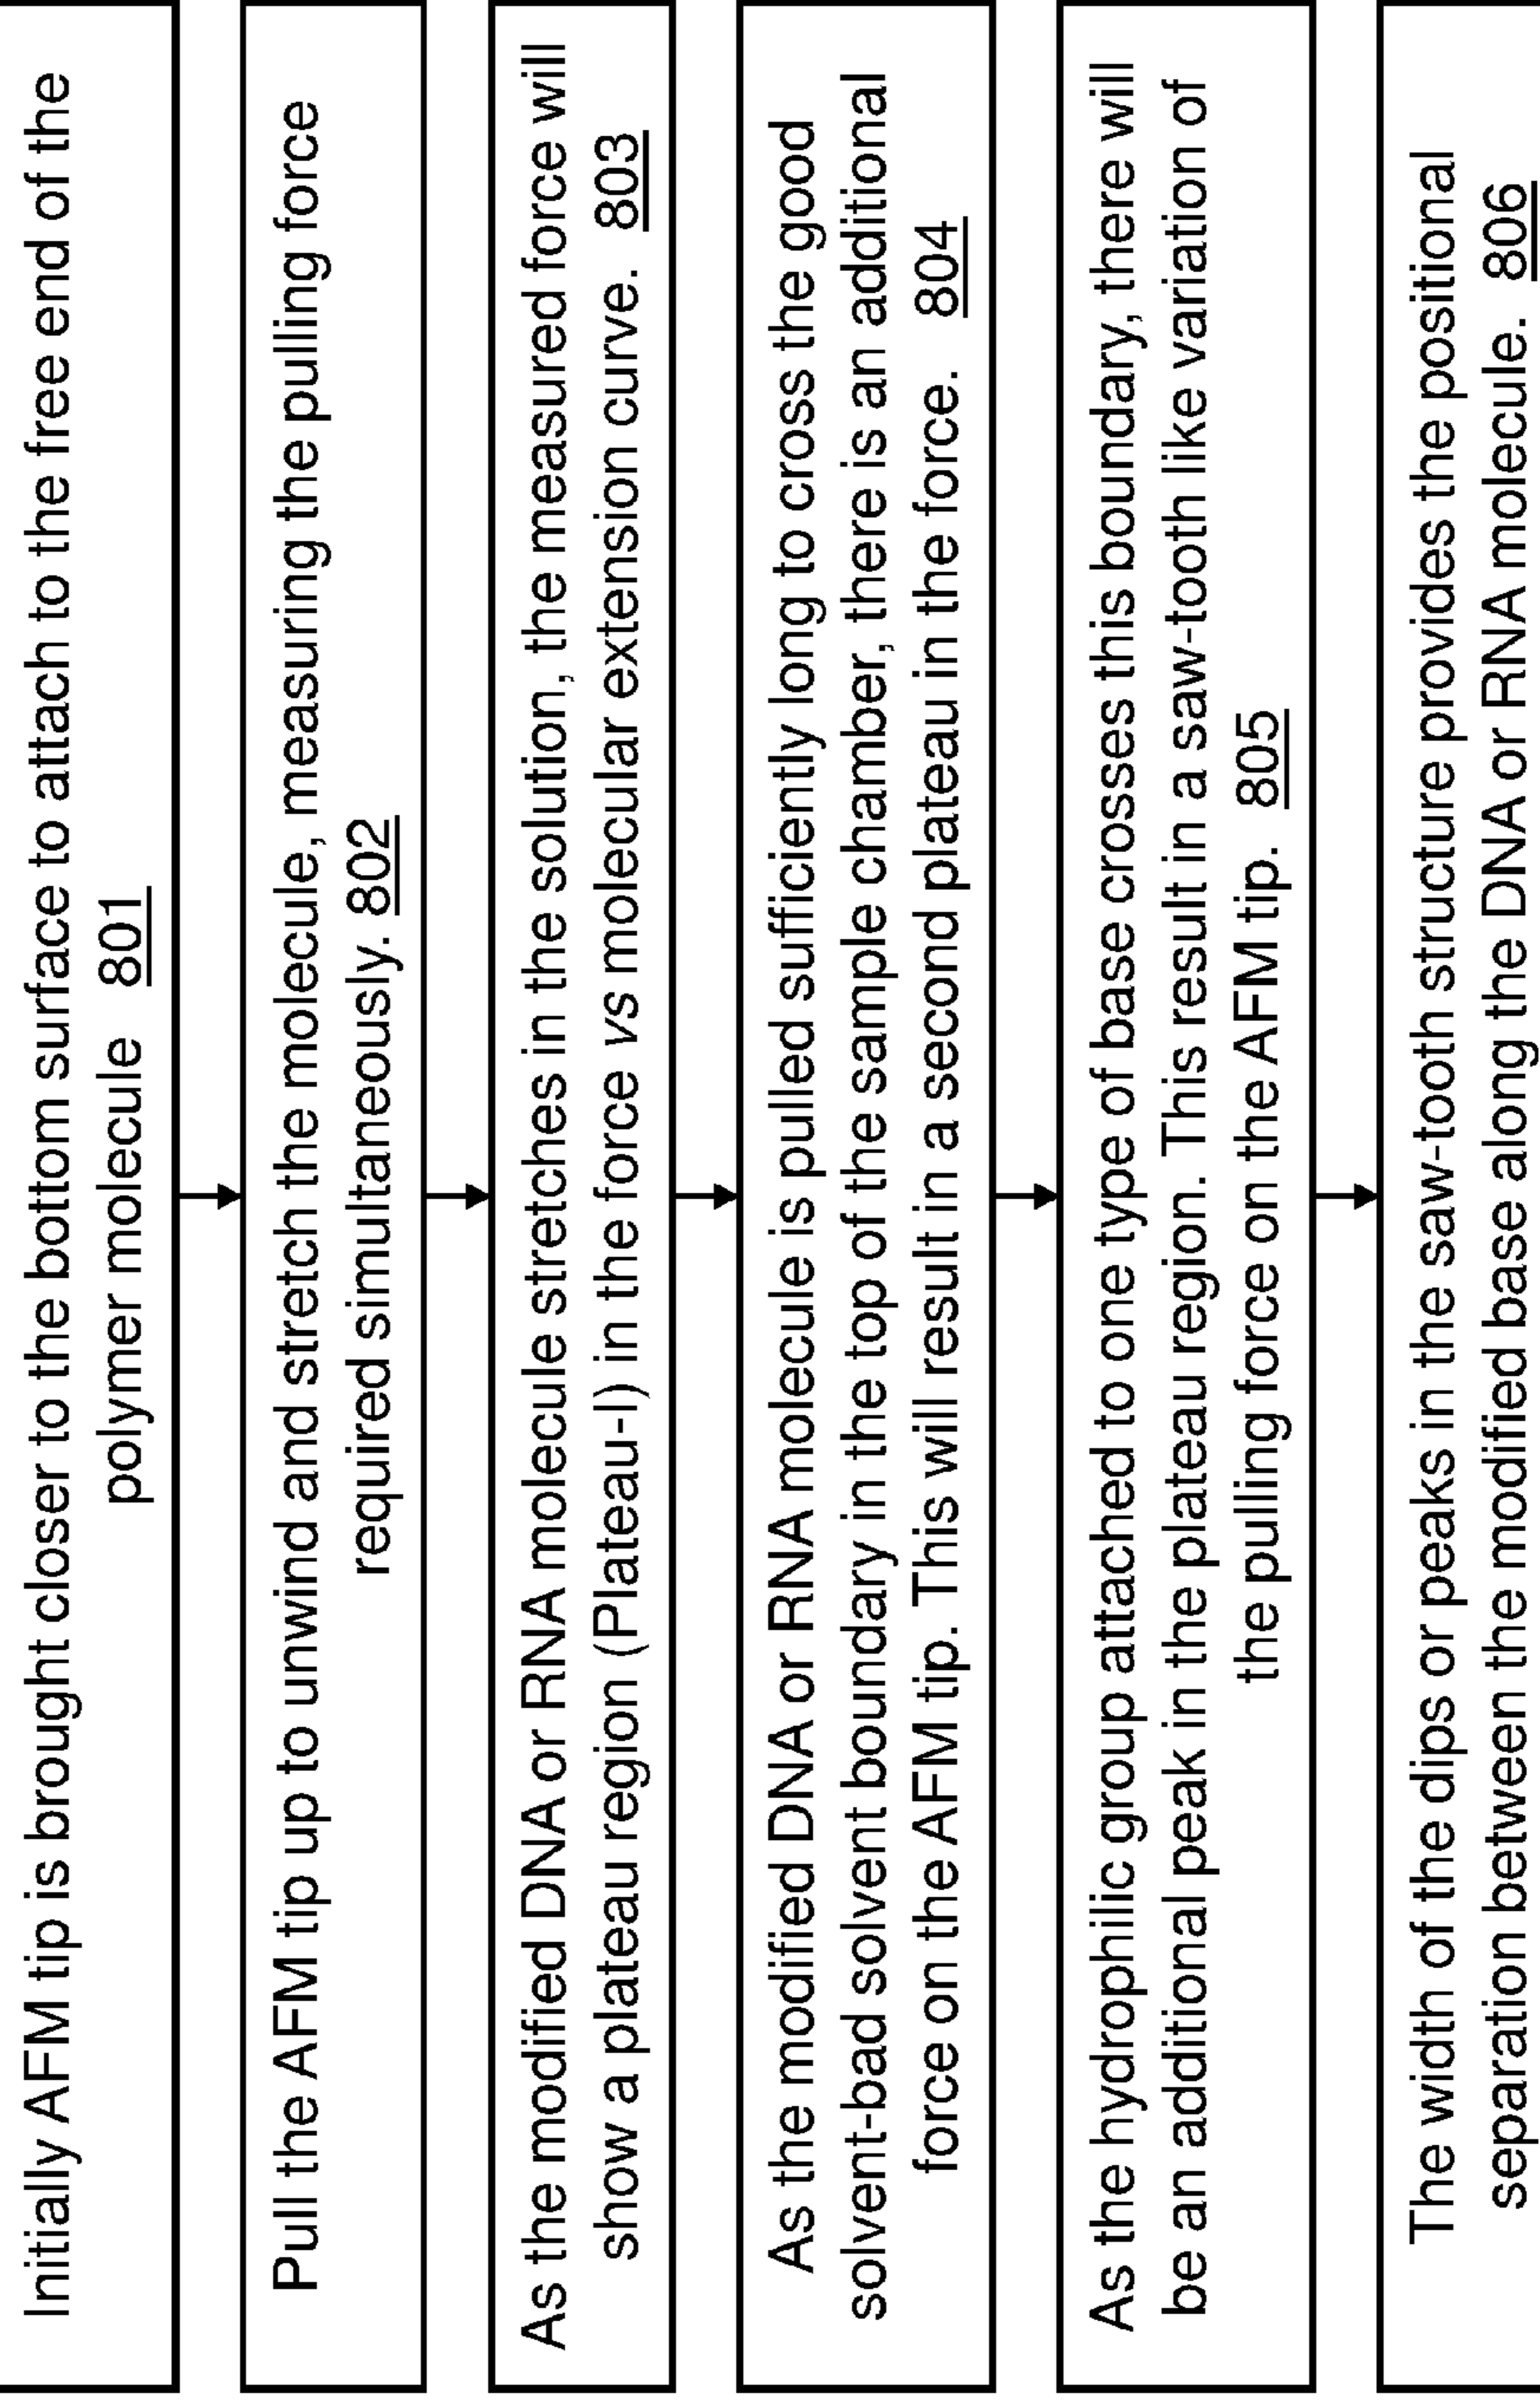 Initially AFM tip is brought closer to the bottom surface to attach to the free end of the
polymer molecule 801
Pull the AFM tip up to unwind and stretch the molecule, measuring the pulling force
required simultaneously. 802
As the modified DNA or RNA molecule stretches in the solution, the measured force will
show a plateau region (Plateau-I) in the force vs molecular extension curve. 803
As the modified DNA or RNA molecule is pulled sufficiently long to cross the good
solvent-bad solvent boundary in the top of the sample chamber, there is an additional
force on the AFM tip. This will result in a second plateau in the force. 804
As the hydrophilic group attached to one type of base crosses this boundary, there will
be an additional peak in the plateau region. This result in a saw-tooth like variation of
the pulling force on the AFM tip. 805
The width of the dips or peaks in the saw-tooth structure provides the positional
separation between the modified base along the DNA or RNA molecule. 806